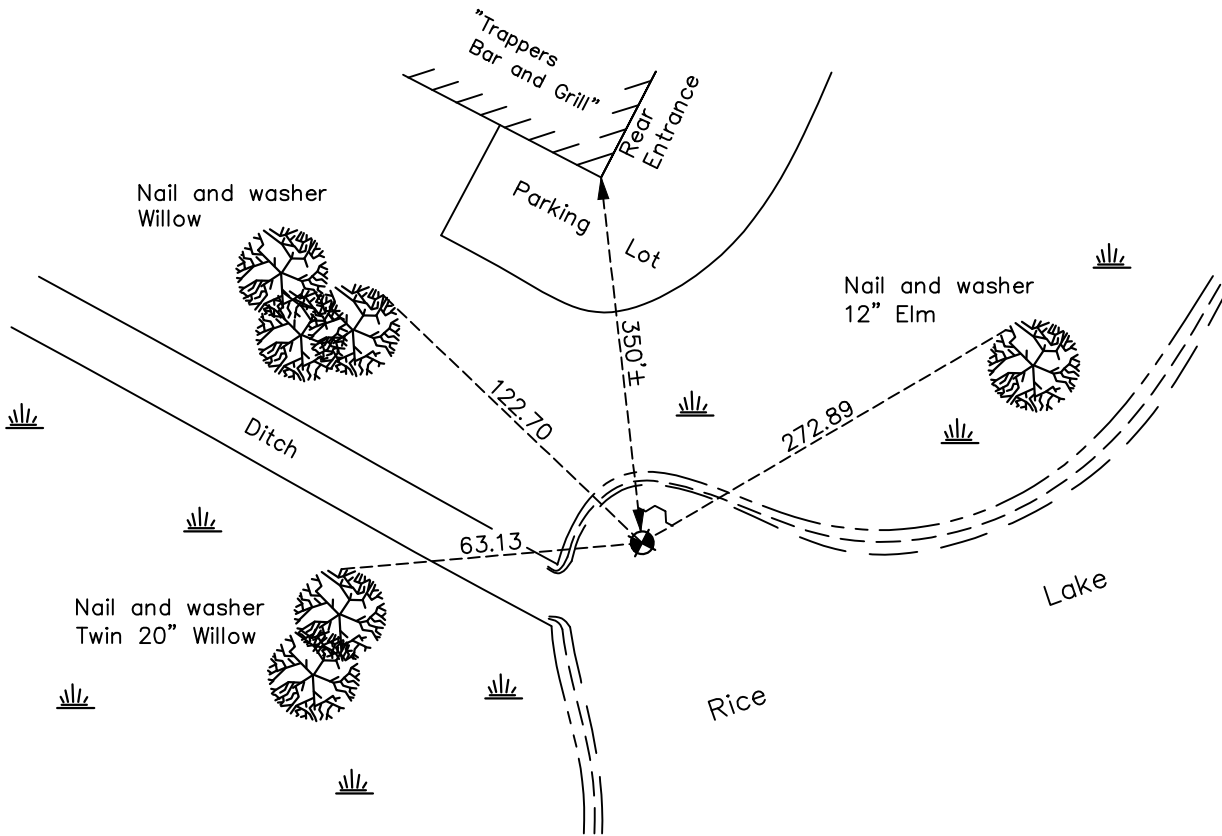 "Trappers
Bar and Grill"
Rear
Entrance
Nail and washer
Willow
Parking
Lot
Nail and washer
12" Elm
350'±
122.70
272.89
Ditch
63.13
Nail and washer
Twin 20" Willow
Lake
Rice